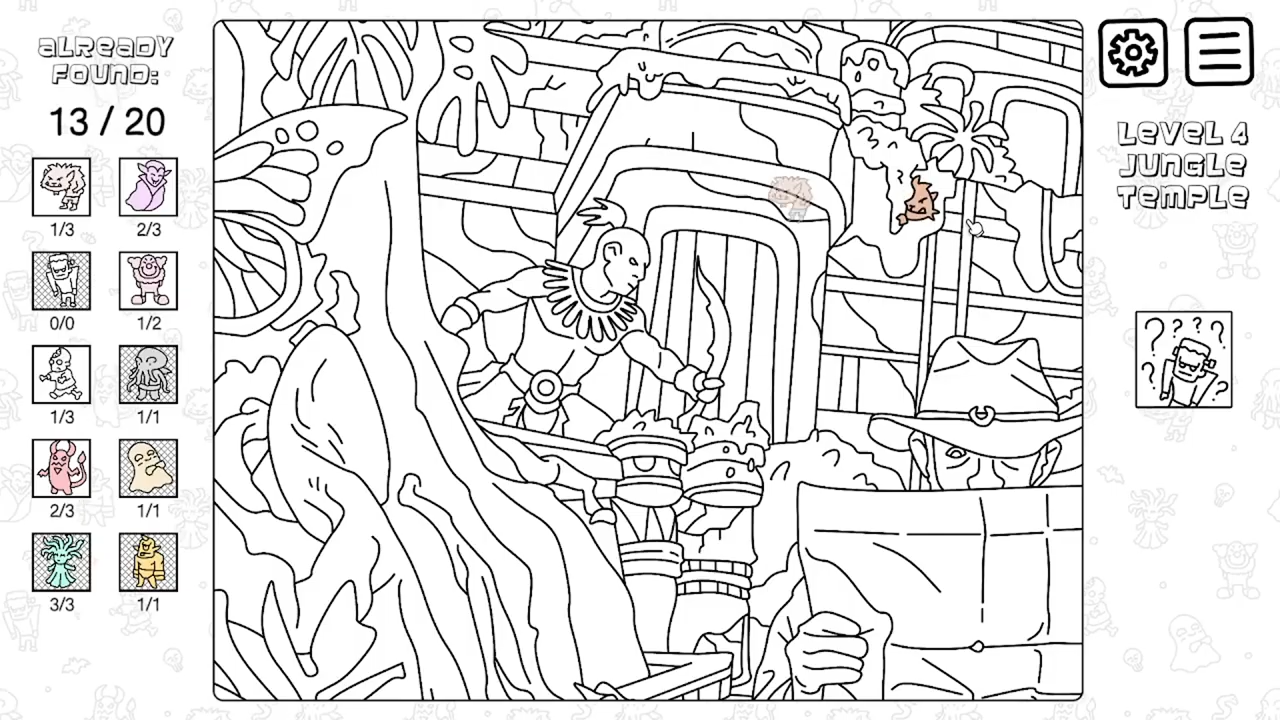 ALREADY
FOUND:
13 / 20
1/3
2/3
0/0
1/2
1/3
1/1
2/3
1/1
3/3
1/1
LEVEL 4
JUNGLE
TEMPLE
? ? ? ?
? ?